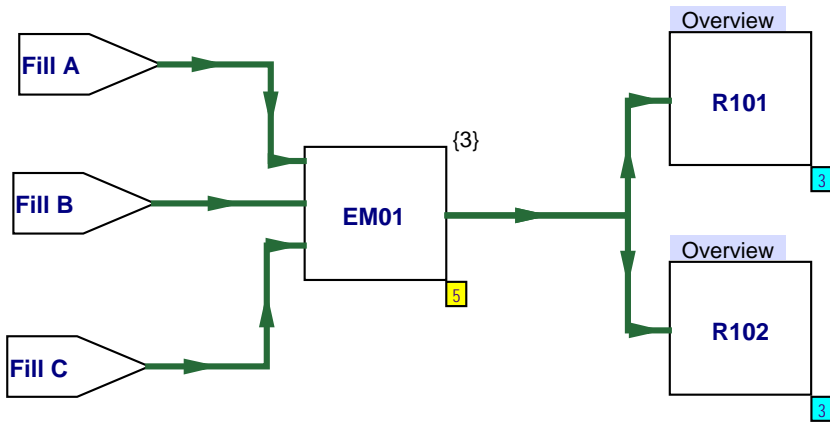 Overview
Fill A
R101
{3}
3
Fill B
EM01
Overview
5
R102
Fill C
3